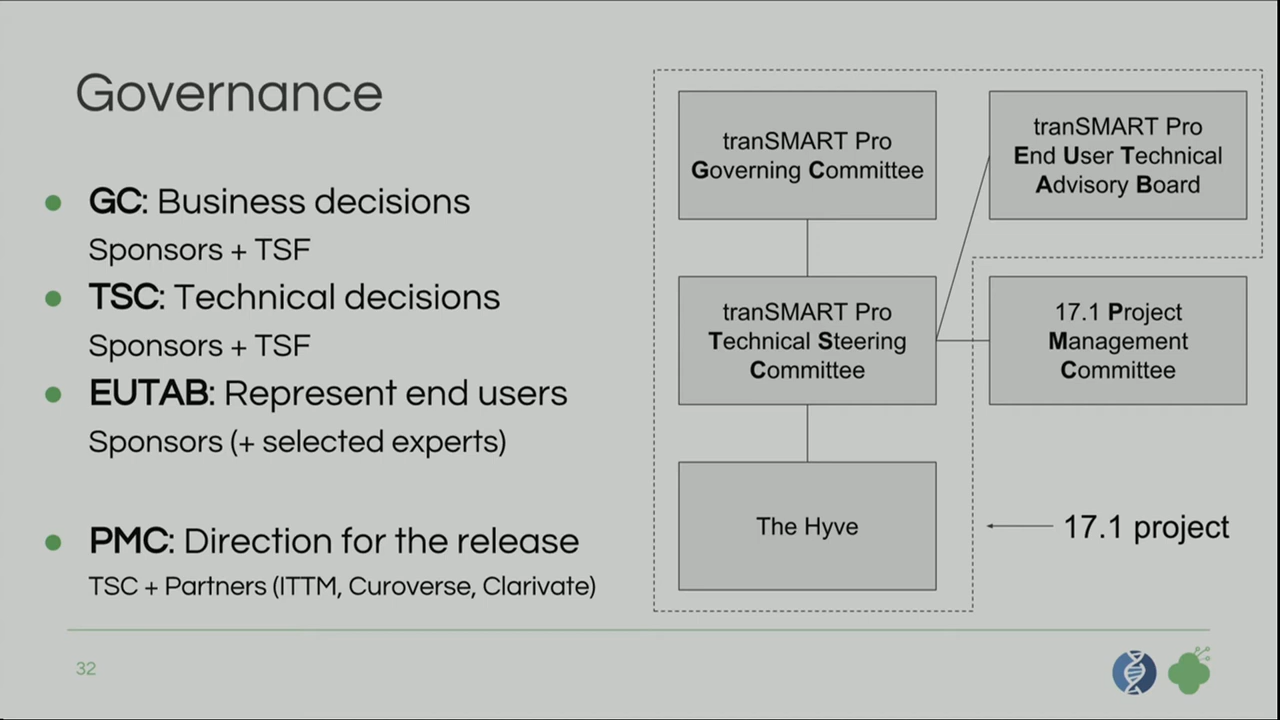 Governance
GC: Business decisions
Sponsors + TSF
TSC: Technical decisions
Sponsors + TSF
EUTAB: Represent end users
Sponsors (+ selected experts)
PMC: Direction for the release
TSC + Partners (ITTM, Curoverse, Clarivate)
tranSMART Pro
Governing Committee
tranSMART Pro
End User Technical
Advisory Board
tranSMART Pro
Technical Steering
Committee
17.1 Project
Management
Committee
The Hyve
17.1 project
32